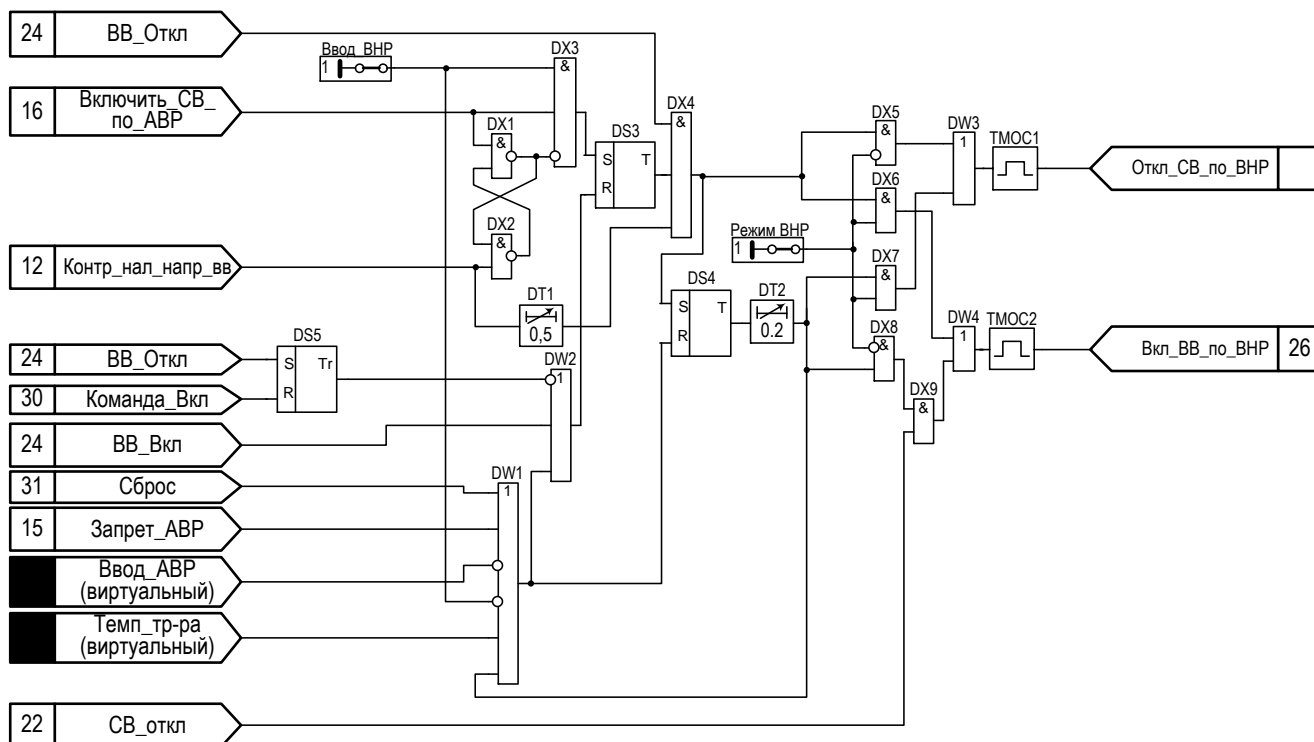 24 ВВ_Откл
Ввод_ВНР
1
DX3
&
16 Включить_СВ_
по_АВР
DX1
&
DS3
S T
R
DX4
&
DX5
&
DW3
1
ТМОС1
Откл_СВ_по_ВНР
DX6
&
DX2
&
Режим ВНР
1
12 Контр_нал_напр_вв
DX7
&
DT1
0,5
DS4
S T
R
DT2
0.2
DX8
&
DW4
1
ТМОС2
Вкл_ВВ_по_ВНР 26
DS5
S Tr
R
24 ВВ_Откл
DW2
1
30 Команда_Вкл
DX9
&
24 ВВ_Вкл
DW1
1
31 Сброс
15 Запрет_АВР
Ввод_АВР
(виртуальный)
Темп_тр-ра
(виртуальный)
22 СВ_откл